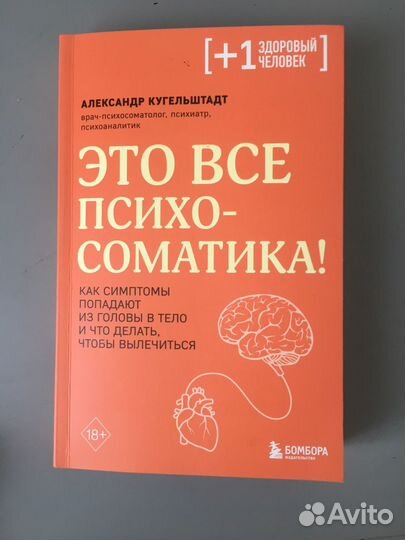 [+1 ЗДОРОВЫЙ
ЧЕЛОВЕК]
АЛЕКСАНДР КУГЕЛЬШТАДТ
врач-психосоматолог, психиатр,
психоаналитик
ЭТО ВСЕ
ПСИХО-
СОМАТИКА!
КАК СИМПТОМЫ
ПОПАДАЮТ
ИЗ ГОЛОВЫ В ТЕЛО
И ЧТО ДЕЛАТЬ,
ЧТОБЫ ВЫЛЕЧИТЬСЯ
18+
БОМБОРА
ИЗДАТЕЛЬСТВО
Avito